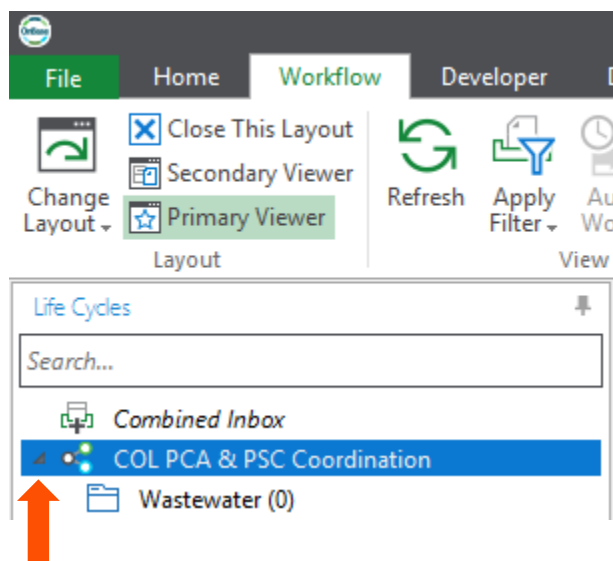 OnBase
File Home Workflow Developer
Close This Layout
Secondary Viewer
Primary Viewer
Change
Layout
Refresh
Apply
Filter
Layout
View
Life Cycles
Search...
Combined Inbox
COL PCA & PSC Coordination
Wastewater (0)